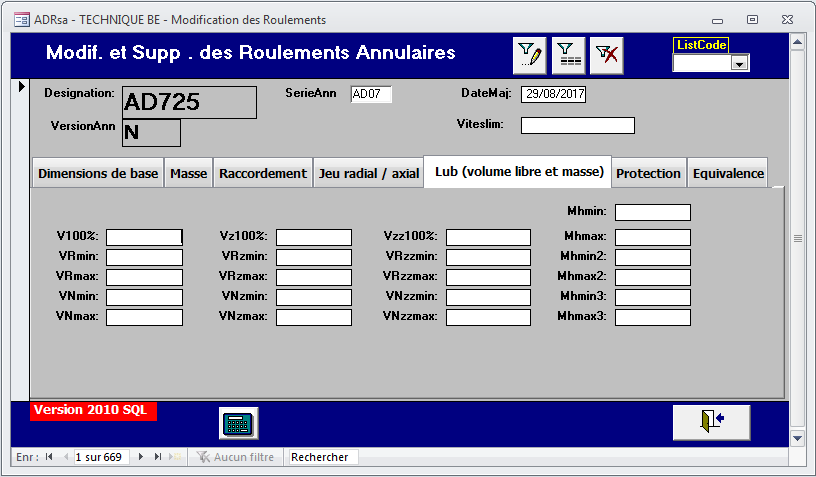 ADRsa - TECHNIQUE BE - Modification des Roulements
Modif. et Supp . des Roulements Annulaires
ListCode
Designation: AD725 SerieAnn AD07 DateMaj: 29/08/2017
VersionAnn N Viteslim:
Dimensions de base Masse Raccordement Jeu radial / axial Lub (volume libre et masse) Protection Equivalence
Mhmin:
V100%: Vz100%: Vzz100%: Mhmax:
VRmin: VRzmin: VRzzmin: Mhmin2:
VRmax: VRzmax: VRzzmax: Mhmax2:
VNmin: VNzmin: VNzzmin: Mhmin3:
VNmax: VNzmax: VNzzmax: Mhmax3:
Version 2010 SQL
Enr : 1 sur 669 Aucun filtre Rechercher